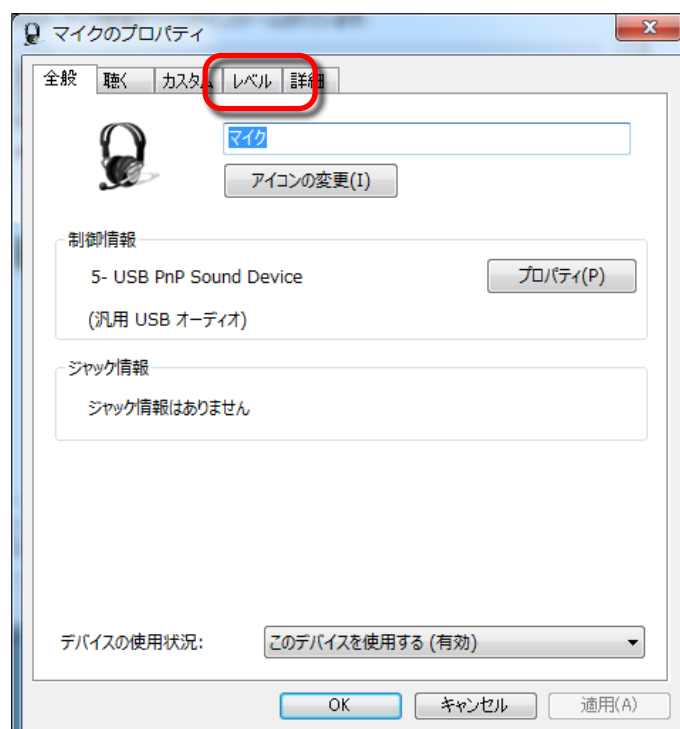 マイクのプロパティ
全般 聴く カスタム レベル 詳細
マイク
アイコンの変更(I)
制御情報
5- USB PnP Sound Device
プロパティ(P)
(汎用 USB オーディオ)
ジャック情報
ジャック情報はありません
デバイスの使用状況:
このデバイスを使用する (有効)
OK キャンセル 適用(A)